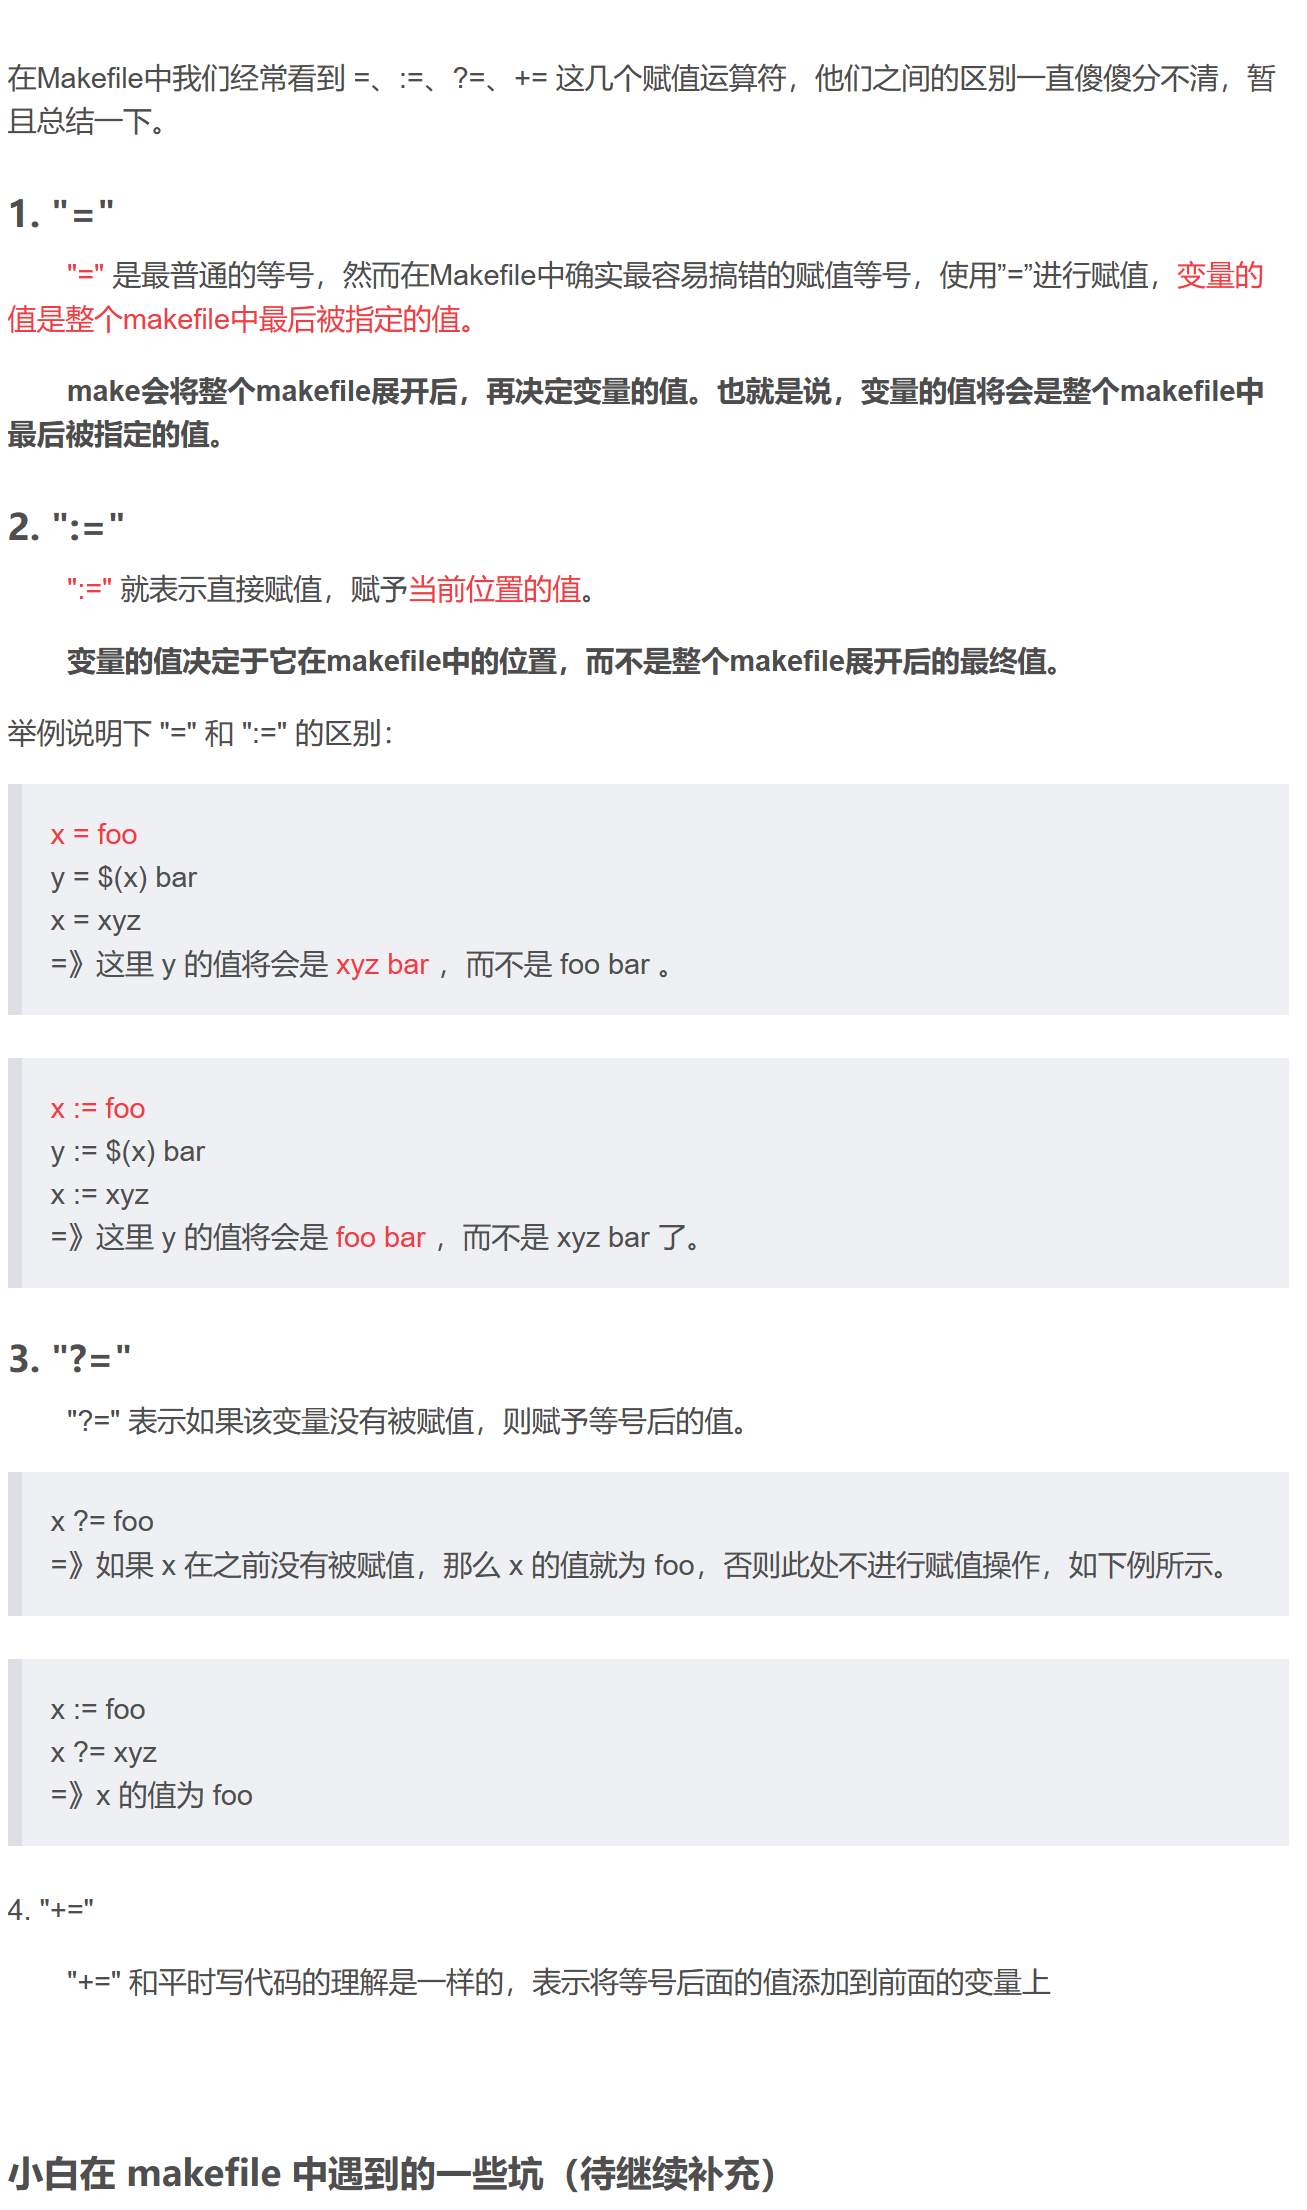 在Makefile中我们经常看到 =、:=、?=、+= 这几个赋值运算符，他们之间的区别一直傻傻分不清，暂
且总结一下。
1. "="
"=" 是最普通的等号，然而在Makefile中确实最容易搞错的赋值等号，使用”=”进行赋值，变量的
值是整个makefile中最后被指定的值。
make会将整个makefile展开后，再决定变量的值。也就是说，变量的值将会是整个makefile中
最后被指定的值。
2. ":="
":=" 就表示直接赋值，赋予当前位置的值。
变量的值决定于它在makefile中的位置，而不是整个makefile展开后的最终值。
举例说明下 "=" 和 ":=" 的区别：
x = foo
y = $(x) bar
x = xyz
=》这里 y 的值将会是 xyz bar ，而不是 foo bar 。
x := foo
y := $(x) bar
x := xyz
=》这里 y 的值将会是 foo bar ，而不是 xyz bar 了。
3. "?="
"?=" 表示如果该变量没有被赋值，则赋予等号后的值。
x ?= foo
=》如果 x 在之前没有被赋值，那么 x 的值就为 foo，否则此处不进行赋值操作，如下例所示。
x := foo
x ?= xyz
=》x 的值为 foo
4. "+="
"+=" 和平时写代码的理解是一样的，表示将等号后面的值添加到前面的变量上
小白在 makefile 中遇到的一些坑（待继续补充）